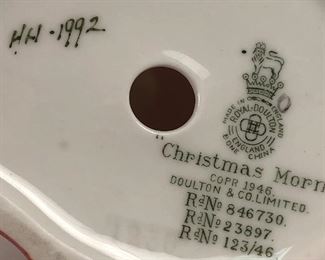 HN·1992
MADE IN ENGLAND
ROYAL·DOULTON
ENGLAND
BONE CHINA
"
Christmas Morn
COPR 1946.
DOULTON & CO. LIMITED.
RdNo 846730.
RdNo 23897.
RdNo 123/46